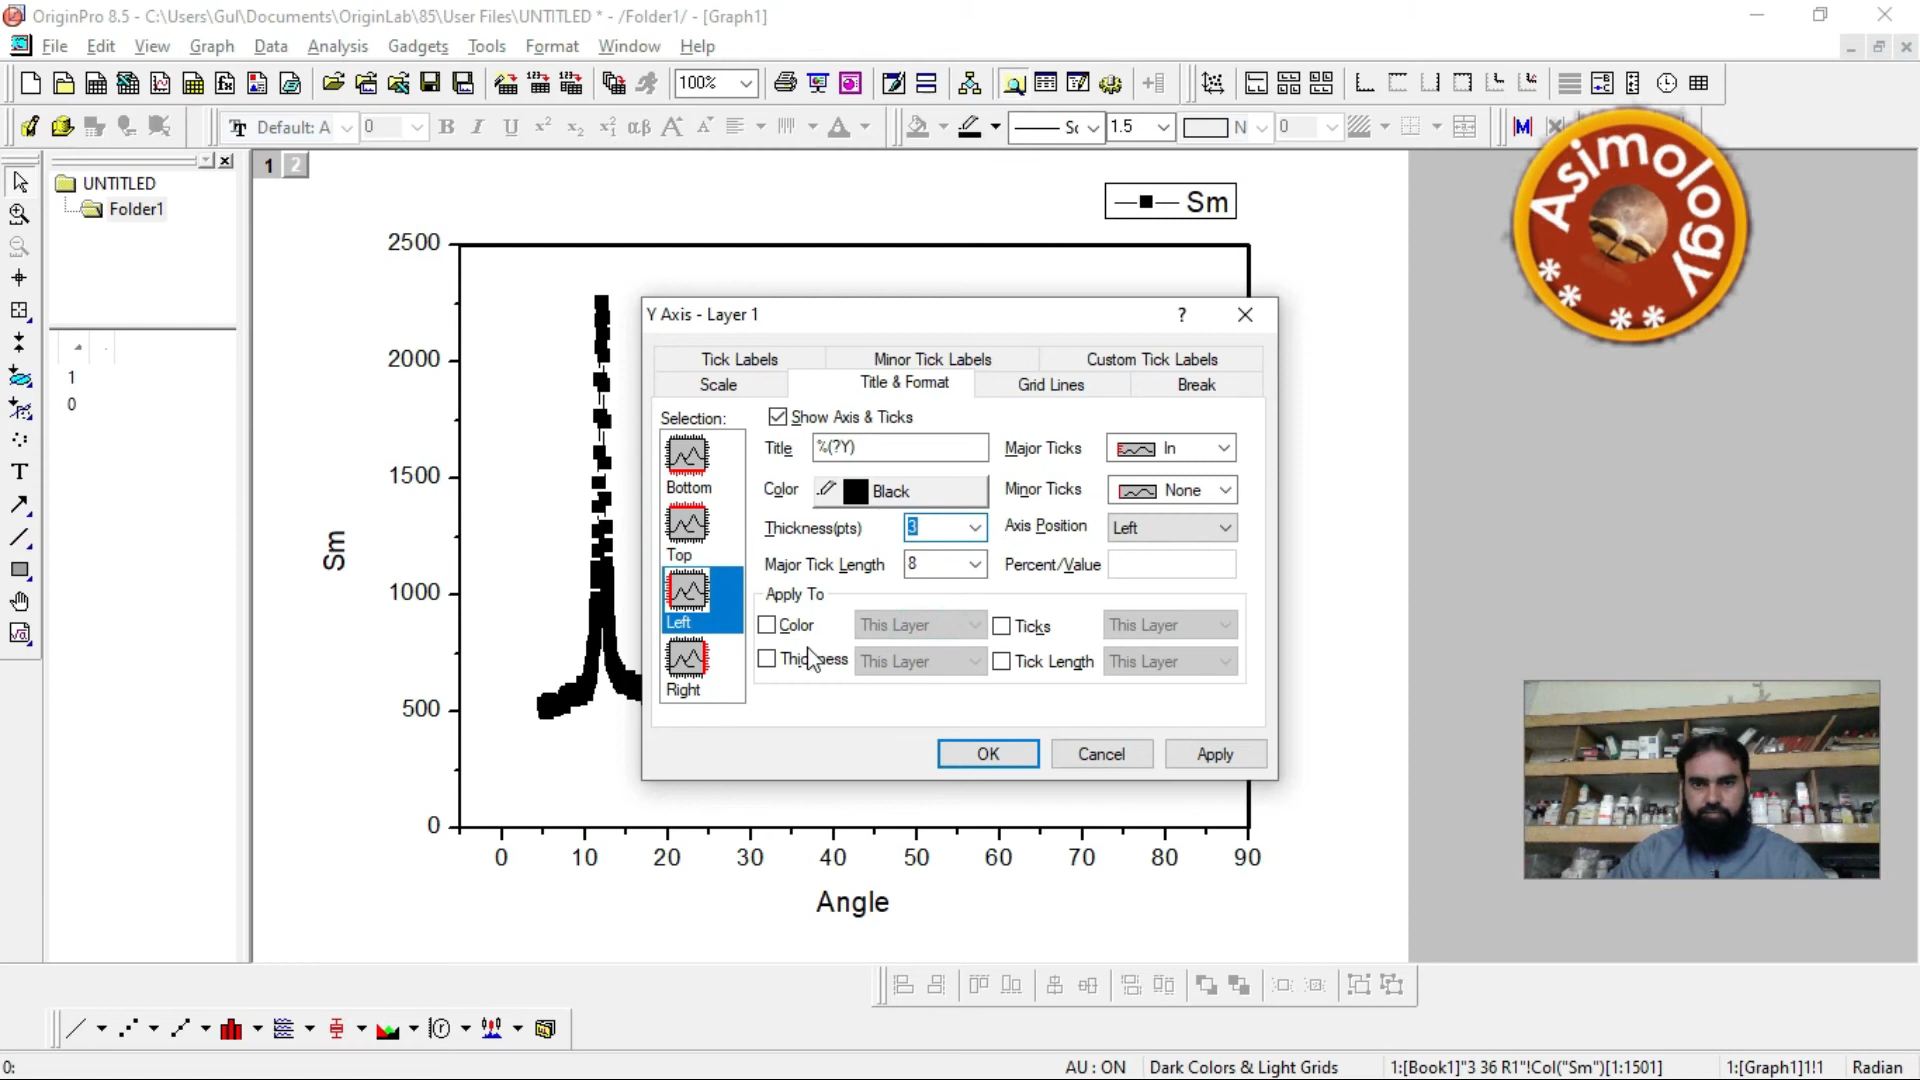 OriginPro 8.5 - C:\Users\Gul\Documents\OriginLab\85\User Files\UNTITLED * - /Folder1/ - [Graph1]
File Edit View Graph Data Analysis Gadgets Tools Format Window Help
100%
Default: A 0 B I U 1.5 N 0
UNTITLED
Folder1
1
0
1 2
Sm
2500
2000
1500
1000
500
0
Sm
0 10 20 30 40 50 60 70 80 90
Angle
Y Axis - Layer 1
Tick Labels Minor Tick Labels Custom Tick Labels
Scale Title & Format Grid Lines Break
Selection:
Bottom
Top
Left
Right
Show Axis & Ticks
Title %(?Y) Major Ticks In
Color Black Minor Ticks None
Thickness(pts) 3 Axis Position Left
Major Tick Length 8 Percent/Value
Apply To
Color This Layer Ticks This Layer
Thickness This Layer Tick Length This Layer
OK Cancel Apply
Asimology
0: AU : ON Dark Colors & Light Grids 1:[Book1]"3 36 R1"!Col("Sm")[1:1501] 1:[Graph1]1!1 Radian